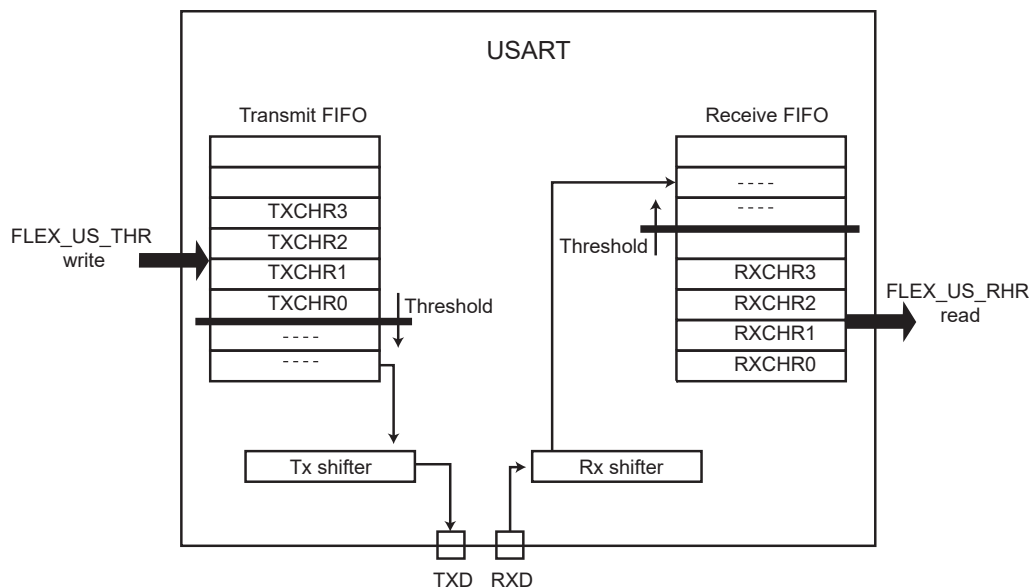 USART
Transmit FIFO
Receive FIFO
TXCHR3
TXCHR2
TXCHR1
TXCHR0
- - - -
- - - -
FLEX_US_THR
write
Threshold
- - - -
- - - -
Threshold
RXCHR3
RXCHR2
RXCHR1
RXCHR0
FLEX_US_RHR
read
Tx shifter
Rx shifter
TXD
RXD